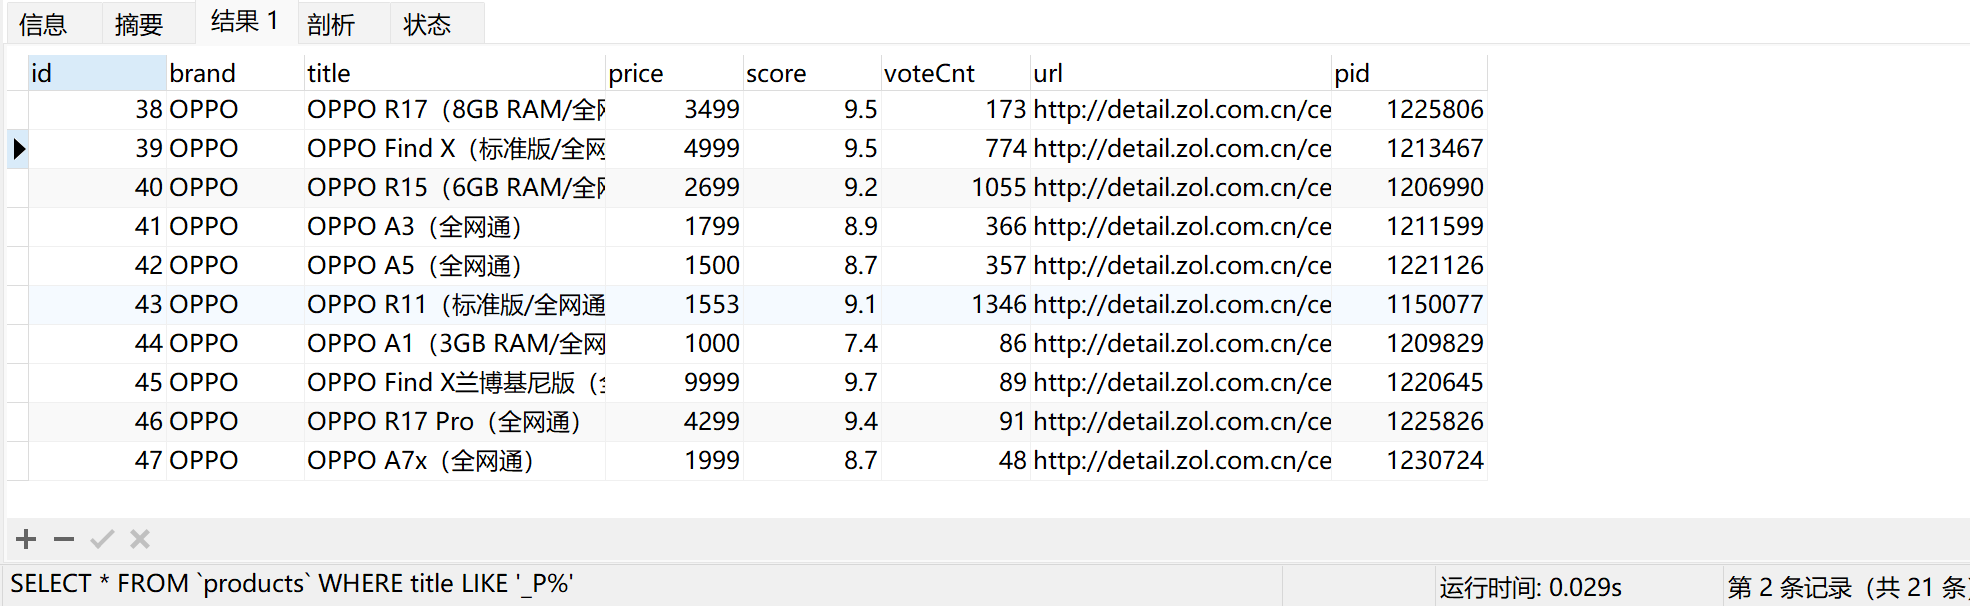 信息 摘要 结果 1 剖析 状态
id brand title price score voteCnt url pid
38 OPPO OPPO R17（8GB RAM/全网 3499 9.5 173 http://detail.zol.com.cn/ce 1225806
39 OPPO OPPO Find X（标准版/全网 4999 9.5 774 http://detail.zol.com.cn/ce 1213467
40 OPPO OPPO R15（6GB RAM/全网 2699 9.2 1055 http://detail.zol.com.cn/ce 1206990
41 OPPO OPPO A3（全网通） 1799 8.9 366 http://detail.zol.com.cn/ce 1211599
42 OPPO OPPO A5（全网通） 1500 8.7 357 http://detail.zol.com.cn/ce 1221126
43 OPPO OPPO R11（标准版/全网通 1553 9.1 1346 http://detail.zol.com.cn/ce 1150077
44 OPPO OPPO A1（3GB RAM/全网 1000 7.4 86 http://detail.zol.com.cn/ce 1209829
45 OPPO OPPO Find X兰博基尼版（ 9999 9.7 89 http://detail.zol.com.cn/ce 1220645
46 OPPO OPPO R17 Pro（全网通） 4299 9.4 91 http://detail.zol.com.cn/ce 1225826
47 OPPO OPPO A7x（全网通） 1999 8.7 48 http://detail.zol.com.cn/ce 1230724
SELECT * FROM `products` WHERE title LIKE '_P%' 运行时间: 0.029s 第 2 条记录（共 21 条